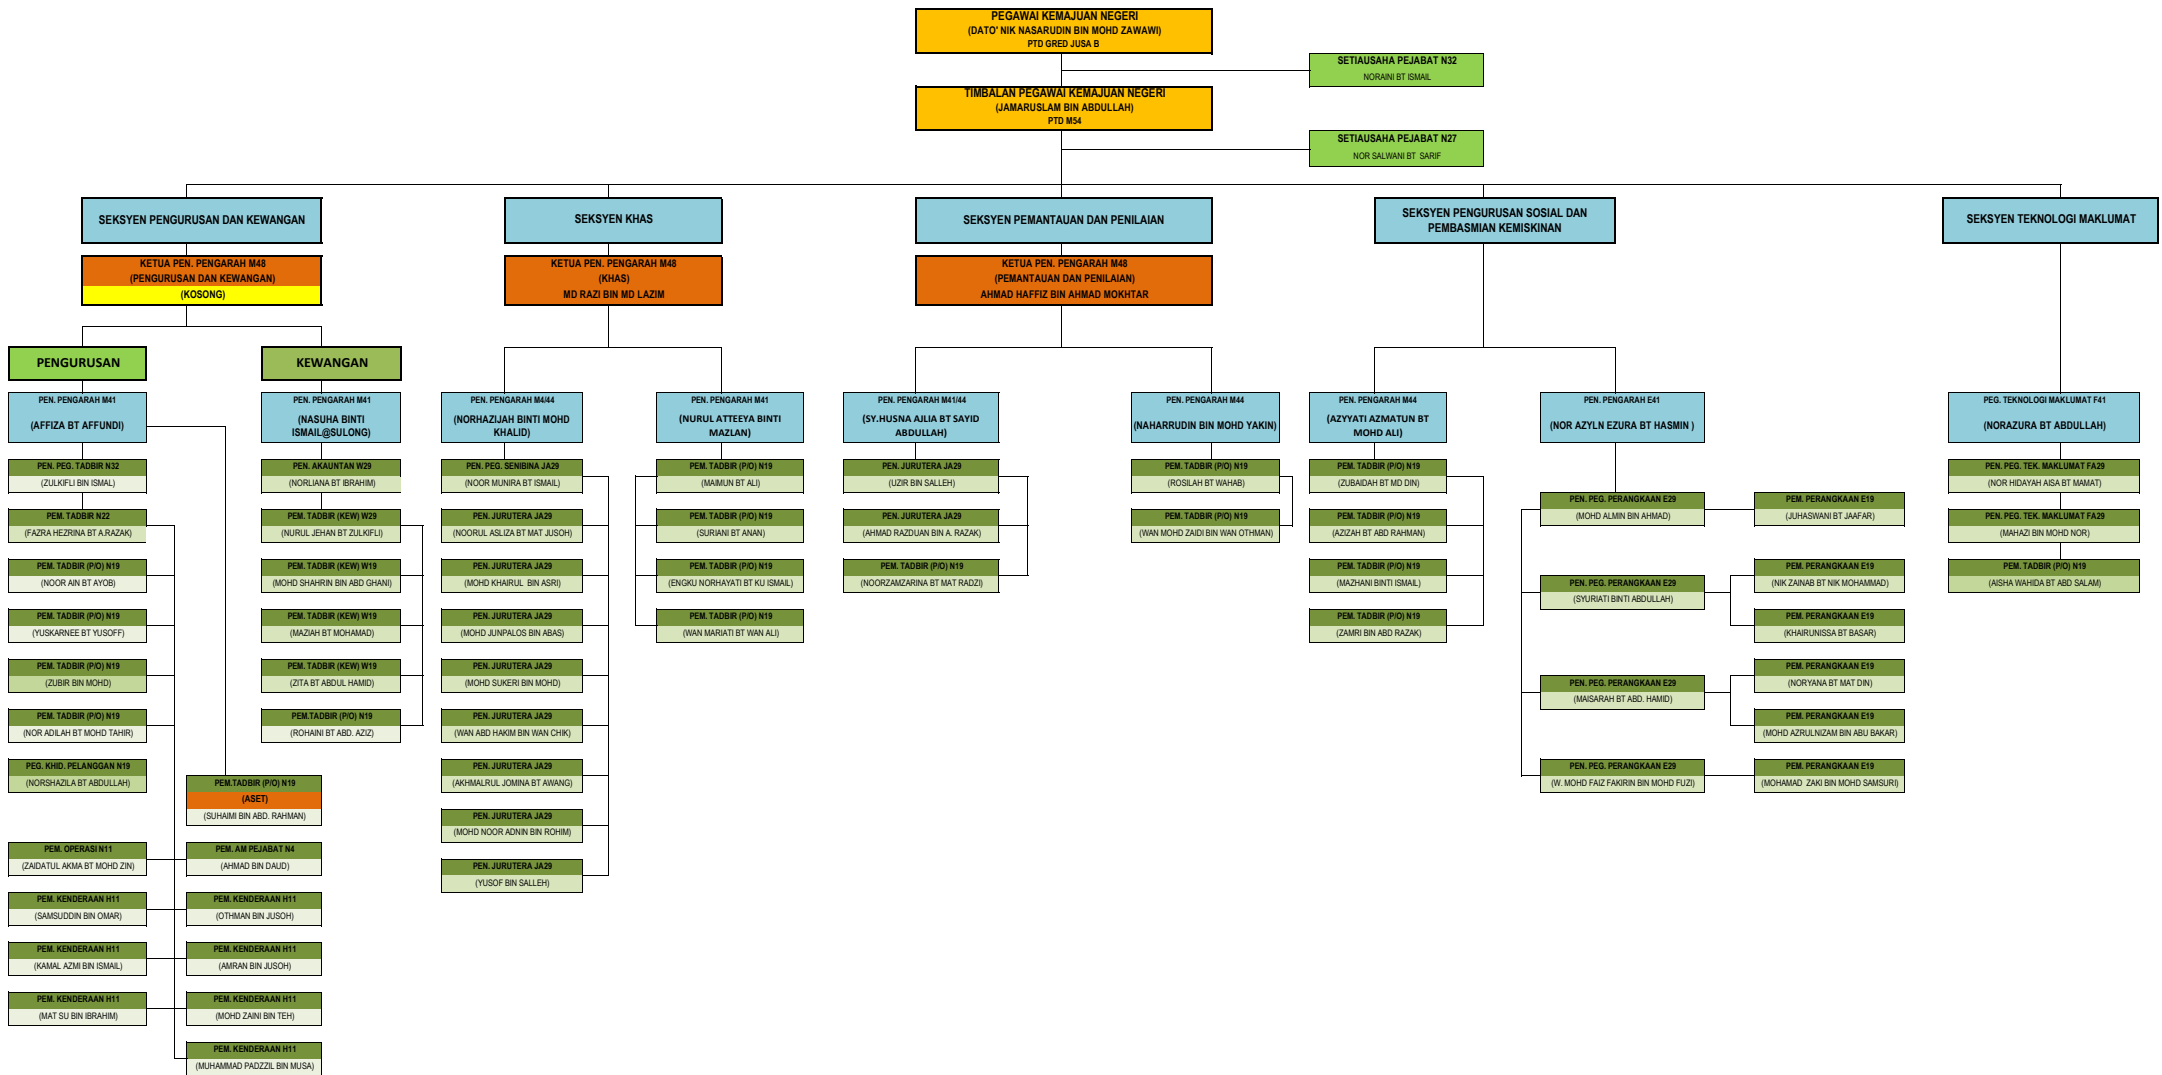 PEGAWAI KEMAJUAN NEGERI
(DATO' NIK NASARUDIN BIN MOHD ZAWAWI)
PTD GRED JUSA B
SETIAUSAHA PEJABAT N32
NORAINI BT ISMAIL
TIMBALAN PEGAWAI KEMAJUAN NEGERI
(JAMARUSLAM BIN ABDULLAH)
PTD M54
SETIAUSAHA PEJABAT N27
NOR SALWANI BT SARIF
SEKSYEN PENGURUSAN DAN KEWANGAN
KETUA PEN. PENGARAH M48
(PENGURUSAN DAN KEWANGAN)
(KOSONG)
PENGURUSAN
PEN. PENGARAH M41
(AFFIZA BT AFFUNDI)
PEN. PEG. TADBIR N32
(ZULKIFLI BIN ISMAL)
PEM. TADBIR N22
(FAZRA HEZRINA BT A.RAZAK)
PEM. TADBIR (P/O) N19
(NOOR AIN BT AYOB)
PEM. TADBIR (P/O) N19
(YUSKARNEE BT YUSOFF)
PEM. TADBIR (P/O) N19
(ZUBIR BIN MOHD)
PEM. TADBIR (P/O) N19
(NOR ADILAH BT MOHD TAHIR)
PEG. KHID. PELANGGAN N19
(NORSHAZILA BT ABDULLAH)
PEM.TADBIR (P/O) N19
(ASET)
(SUHAIMI BIN ABD. RAHMAN)
PEM. OPERASI N11
(ZAIDATUL AKMA BT MOHD ZIN)
PEM. AM PEJABAT N4
(AHMAD BIN DAUD)
PEM. KENDERAAN H11
(SAMSUDDIN BIN OMAR)
PEM. KENDERAAN H11
(OTHMAN BIN JUSOH)
PEM. KENDERAAN H11
(KAMAL AZMI BIN ISMAIL)
PEM. KENDERAAN H11
(AMRAN BIN JUSOH)
PEM. KENDERAAN H11
(MAT SU BIN IBRAHIM)
PEM. KENDERAAN H11
(MOHD ZAINI BIN TEH)
PEM. KENDERAAN H11
(MUHAMMAD PADZZIL BIN MUSA)
KEWANGAN
PEN. PENGARAH M41
(NASUHA BINTI
ISMAIL@SULONG)
PEN. AKAUNTAN W29
(NORLIANA BT IBRAHIM)
PEM. TADBIR (KEW) W29
(NURUL JEHAN BT ZULKIFLI)
PEM. TADBIR (KEW) W19
(MOHD SHAHRIN BIN ABD GHANI)
PEM. TADBIR (KEW) W19
(MAZIAH BT MOHAMAD)
PEM. TADBIR (KEW) W19
(ZITA BT ABDUL HAMID)
PEM.TADBIR (P/O) N19
(ROHAINI BT ABD. AZIZ)
SEKSYEN KHAS
KETUA PEN. PENGARAH M48
(KHAS)
MD RAZI BIN MD LAZIM
PEN. PENGARAH M4/44
(NORHAZIJAH BINTI MOHD
KHALID)
PEN. PEG. SENIBINA JA29
(NOOR MUNIRA BT ISMAIL)
PEN. JURUTERA JA29
(NOORUL ASLIZA BT MAT JUSOH)
PEN. JURUTERA JA29
(MOHD KHAIRUL BIN ASRI)
PEN. JURUTERA JA29
(MOHD JUNPALOS BIN ABAS)
PEN. JURUTERA JA29
(MOHD SUKERI BIN MOHD)
PEN. JURUTERA JA29
(WAN ABD HAKIM BIN WAN CHIK)
PEN. JURUTERA JA29
(AKHMALRUL JOMINA BT AWANG)
PEN. JURUTERA JA29
(MOHD NOOR ADNIN BIN ROHIM)
PEN. JURUTERA JA29
(YUSOF BIN SALLEH)
PEN. PENGARAH M41
(NURUL ATTEEYA BINTI
MAZLAN)
PEM. TADBIR (P/O) N19
(MAIMUN BT ALI)
PEM. TADBIR (P/O) N19
(SURIANI BT ANAN)
PEM. TADBIR (P/O) N19
(ENGKU NORHAYATI BT KU ISMAIL)
PEM. TADBIR (P/O) N19
(WAN MARIATI BT WAN ALI)
SEKSYEN PEMANTAUAN DAN PENILAIAN
KETUA PEN. PENGARAH M48
(PEMANTAUAN DAN PENILAIAN)
AHMAD HAFFIZ BIN AHMAD MOKHTAR
PEN. PENGARAH M41/44
(SY.HUSNA AJLIA BT SAYID
ABDULLAH)
PEN. JURUTERA JA29
(UZIR BIN SALLEH)
PEN. JURUTERA JA29
(AHMAD RAZDUAN BIN A. RAZAK)
PEM. TADBIR (P/O) N19
(NOORZAMZARINA BT MAT RADZI)
PEN. PENGARAH M44
(NAHARRUDIN BIN MOHD YAKIN)
PEM. TADBIR (P/O) N19
(ROSILAH BT WAHAB)
PEM. TADBIR (P/O) N19
(WAN MOHD ZAIDI BIN WAN OTHMAN)
SEKSYEN PENGURUSAN SOSIAL DAN
PEMBASMIAN KEMISKINAN
PEN. PENGARAH M44
(AZYYATI AZMATUN BT
MOHD ALI)
PEM. TADBIR (P/O) N19
(ZUBAIDAH BT MD DIN)
PEM. TADBIR (P/O) N19
(AZIZAH BT ABD RAHMAN)
PEM. TADBIR (P/O) N19
(MAZHANI BINTI ISMAIL)
PEM. TADBIR (P/O) N19
(ZAMRI BIN ABD RAZAK)
PEN. PENGARAH E41
(NOR AZYLN EZURA BT HASMIN )
PEN. PEG. PERANGKAAN E29
(MOHD ALMIN BIN AHMAD)
PEM. PERANGKAAN E19
(JUHASWANI BT JAAFAR)
PEN. PEG. PERANGKAAN E29
(SYURIATI BINTI ABDULLAH)
PEM. PERANGKAAN E19
(NIK ZAINAB BT NIK MOHAMMAD)
PEM. PERANGKAAN E19
(KHAIRUNISSA BT BASAR)
PEN. PEG. PERANGKAAN E29
(MAISARAH BT ABD. HAMID)
PEM. PERANGKAAN E19
(NORYANA BT MAT DIN)
PEM. PERANGKAAN E19
(MOHD AZRULNIZAM BIN ABU BAKAR)
PEN. PEG. PERANGKAAN E29
(W. MOHD FAIZ FAKIRIN BIN MOHD FUZI)
PEM. PERANGKAAN E19
(MOHAMAD ZAKI BIN MOHD SAMSURI)
SEKSYEN TEKNOLOGI MAKLUMAT
PEG. TEKNOLOGI MAKLUMAT F41
(NORAZURA BT ABDULLAH)
PEN. PEG. TEK. MAKLUMAT FA29
(NOR HIDAYAH AISA BT MAMAT)
PEN. PEG. TEK. MAKLUMAT FA29
(MAHAZI BIN MOHD NOR)
PEM. TADBIR (P/O) N19
(AISHA WAHIDA BT ABD SALAM)